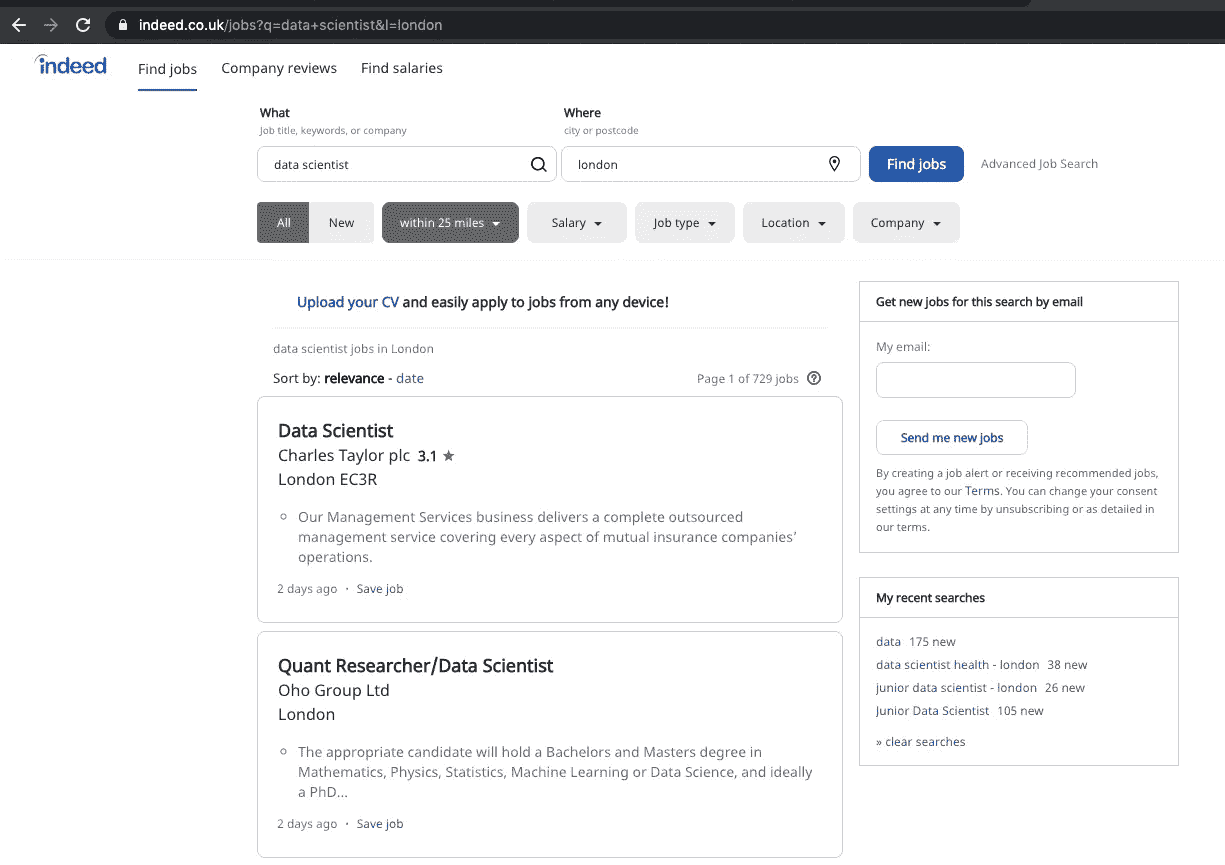 indeed.co.uk/jobs?q=data+scientist&l=london
indeed
Find jobs
Company reviews
Find salaries
What
Job title, keywords, or company
Where
city or postcode
data scientist
london
Find jobs
Advanced Job Search
All
New
within 25 miles
Salary
Job type
Location
Company
Upload your CV and easily apply to jobs from any device!
data scientist jobs in London
Sort by: relevance - date
Page 1 of 729 jobs
Data Scientist
Charles Taylor plc 3.1 ★
London EC3R
Our Management Services business delivers a complete outsourced
management service covering every aspect of mutual insurance companies’
operations.
2 days ago · Save job
Quant Researcher/Data Scientist
Oho Group Ltd
London
The appropriate candidate will hold a Bachelors and Masters degree in
Mathematics, Physics, Statistics, Machine Learning or Data Science, and ideally
a PhD...
2 days ago · Save job
Get new jobs for this search by email
My email:
Send me new jobs
By creating a job alert or receiving recommended jobs,
you agree to our Terms. You can change your consent
settings at any time by unsubscribing or as detailed in
our terms.
My recent searches
data 175 new
data scientist health - london 38 new
junior data scientist - london 26 new
Junior Data Scientist 105 new
» clear searches